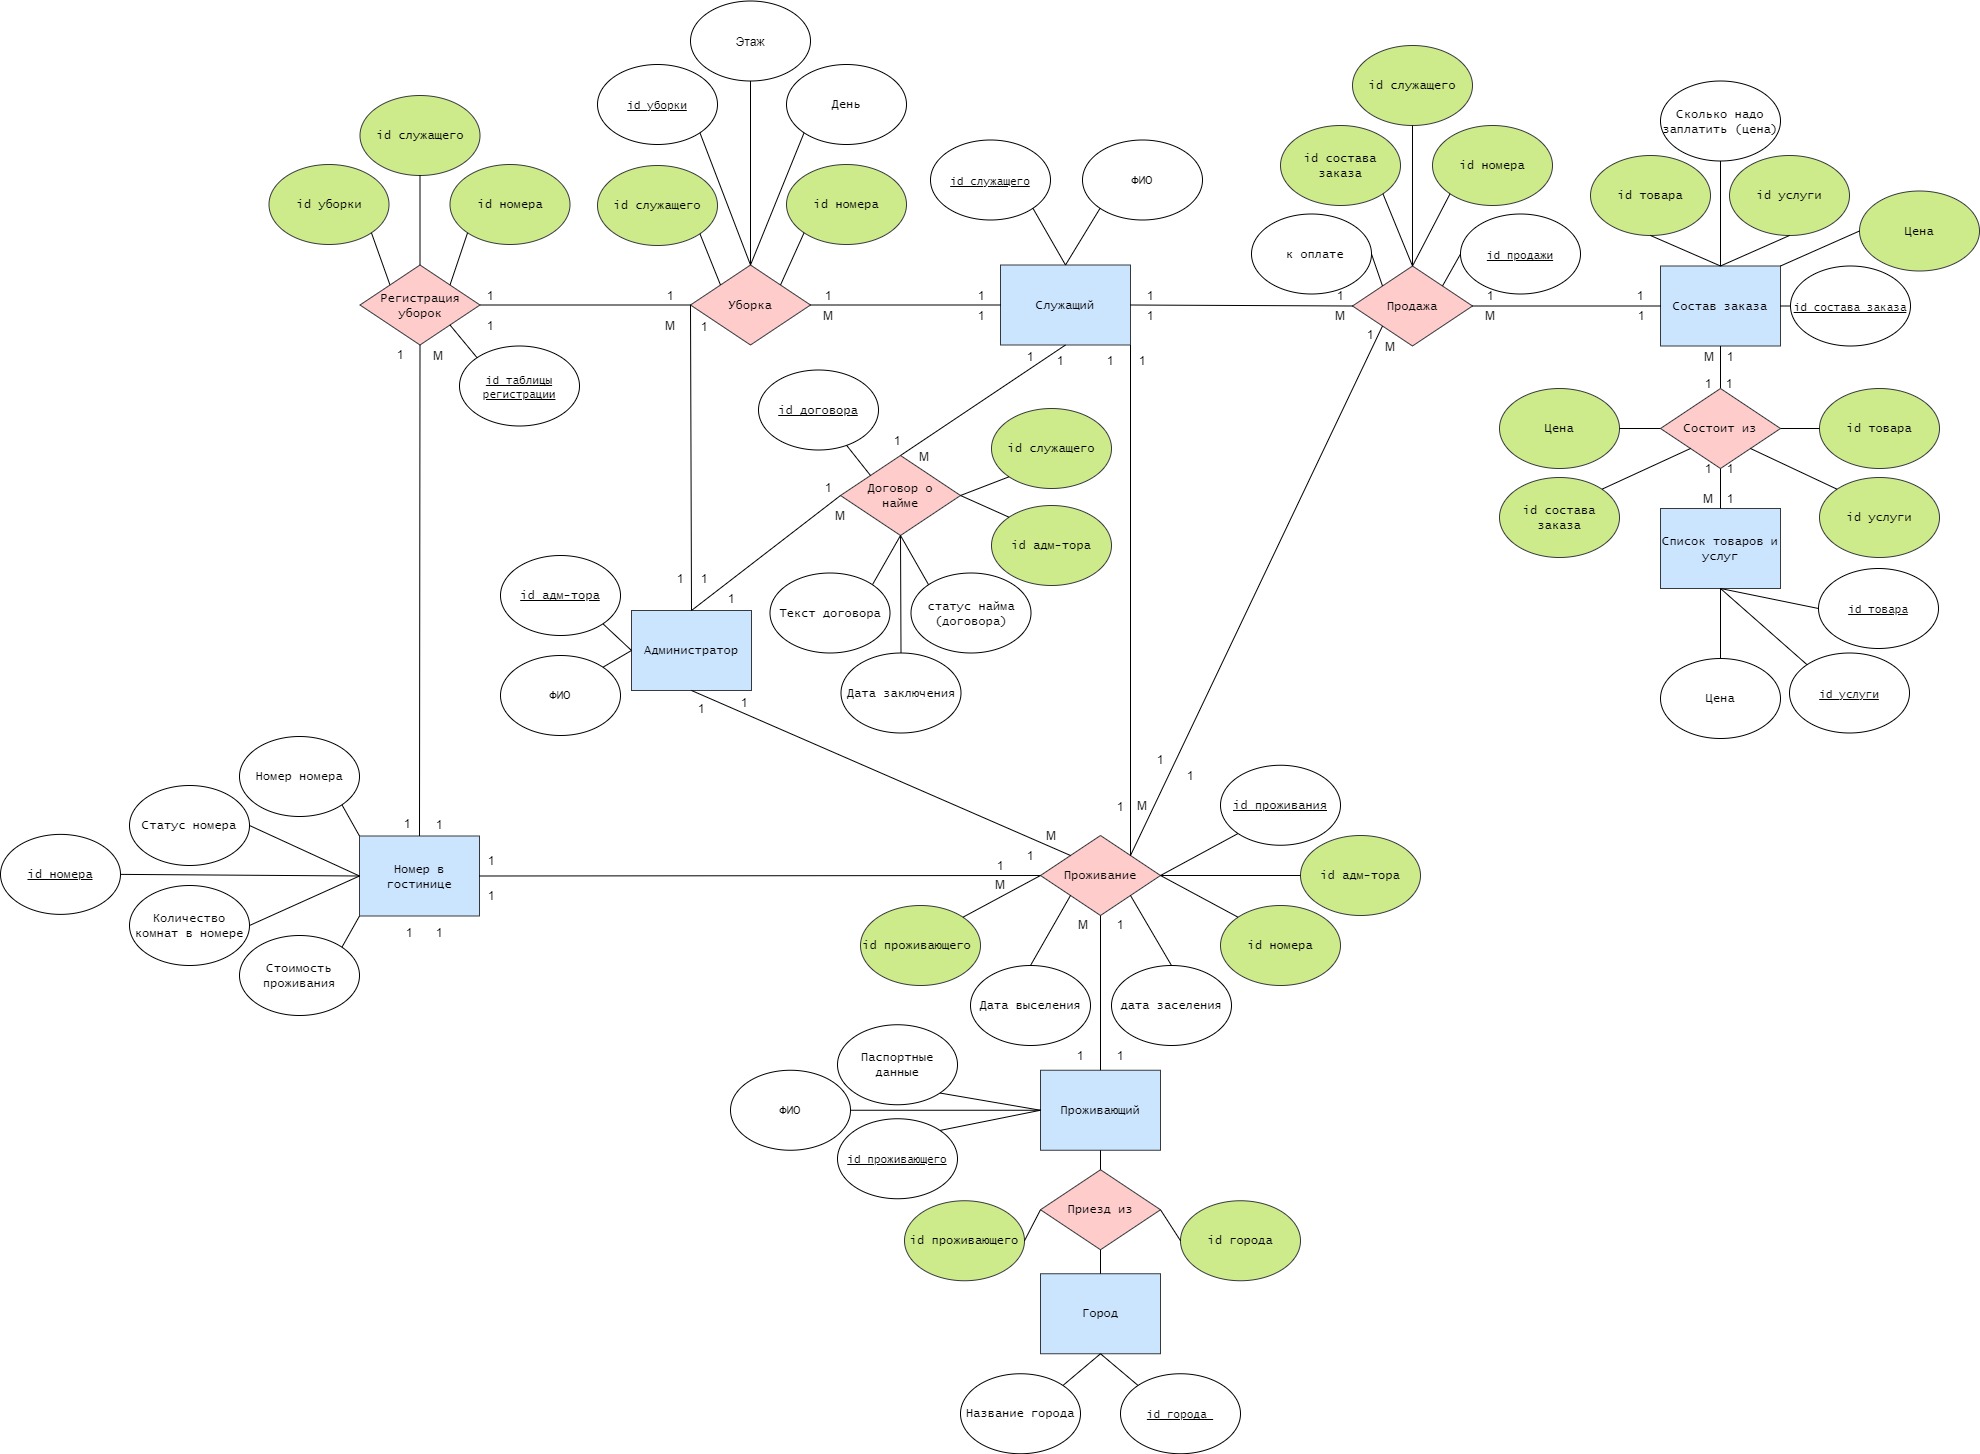 Этаж
id уборки
День
id служащего
id уборки
id номера
id служащего
id номера
Регистрация
уборок
id таблицы
регистрации
Уборка
id служащего
ФИО
Служащий
id служащего
id состава
заказа
id номера
к оплате
id продажи
Продажа
Сколько надо
заплатить (цена)
id товара
id услуги
Цена
Состав заказа
id состава заказа
1
1
1
M
1
M
1
M
1
1
1
M
1
1
1
1
1
M
1
M
1
M
1
1
1
1
1
1
M
1
M
1
1
1
Цена
Состоит из
id товара
id состава
заказа
id услуги
1
1
M
1
Список товаров и
услуг
id товара
id услуги
Цена
id договора
1
M
id служащего
Договор о
найме
1
M
id адм-тора
Текст договора
статус найма
(договора)
Дата заключения
1
1
1
id адм-тора
Администратор
ФИО
1
1
Номер номера
Статус номера
id номера
Количество
комнат в номере
Стоимость
проживания
1
1
Номер в
гостинице
1
1
1
1
1
1
1
M
M
1
1
M
Проживание
id проживания
id адм-тора
id номера
id проживающего
M
1
Дата выселения
дата заселения
1
1
Паспортные
данные
ФИО
id проживающего
Проживающий
Приезд из
id проживающего
id города
Город
Название города
id города